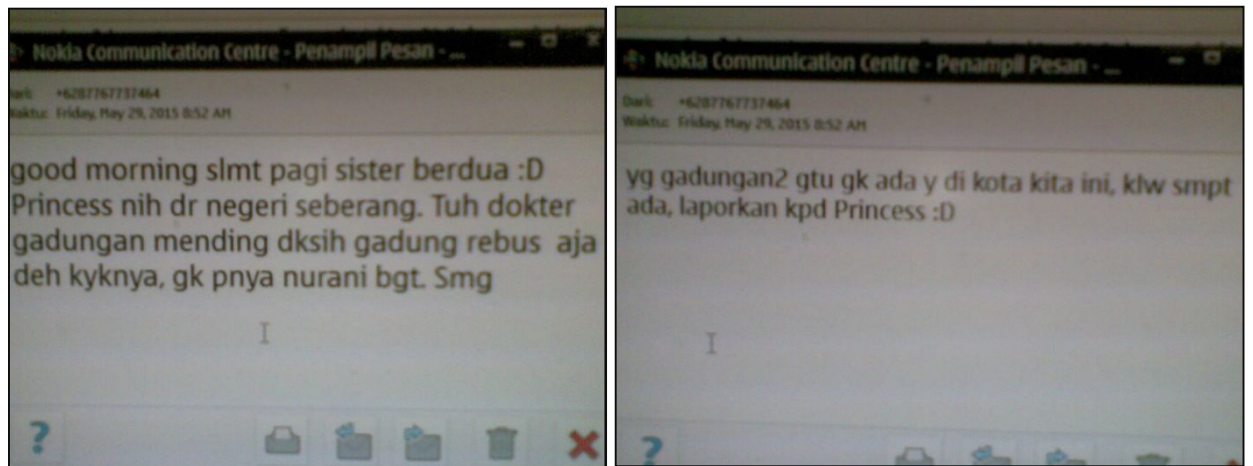 Nokia Communication Centre - Penampil Pesan - ...
Dari: +6287767737464
Waktu: Friday, May 29, 2015 8:52 AM
good morning slmt pagi sister berdua :D
Princess nih dr negeri seberang. Tuh dokter
gadungan mending dksih gadung rebus aja
deh kyknya, gk pnya nurani bgt. Smg
Nokia Communication Centre - Penampil Pesan - ...
Dari: +6287767737464
Waktu: Friday, May 29, 2015 8:52 AM
yg gadungan2 gtu gk ada y di kota kita ini, klw smpt
ada, laporkan kpd Princess :D